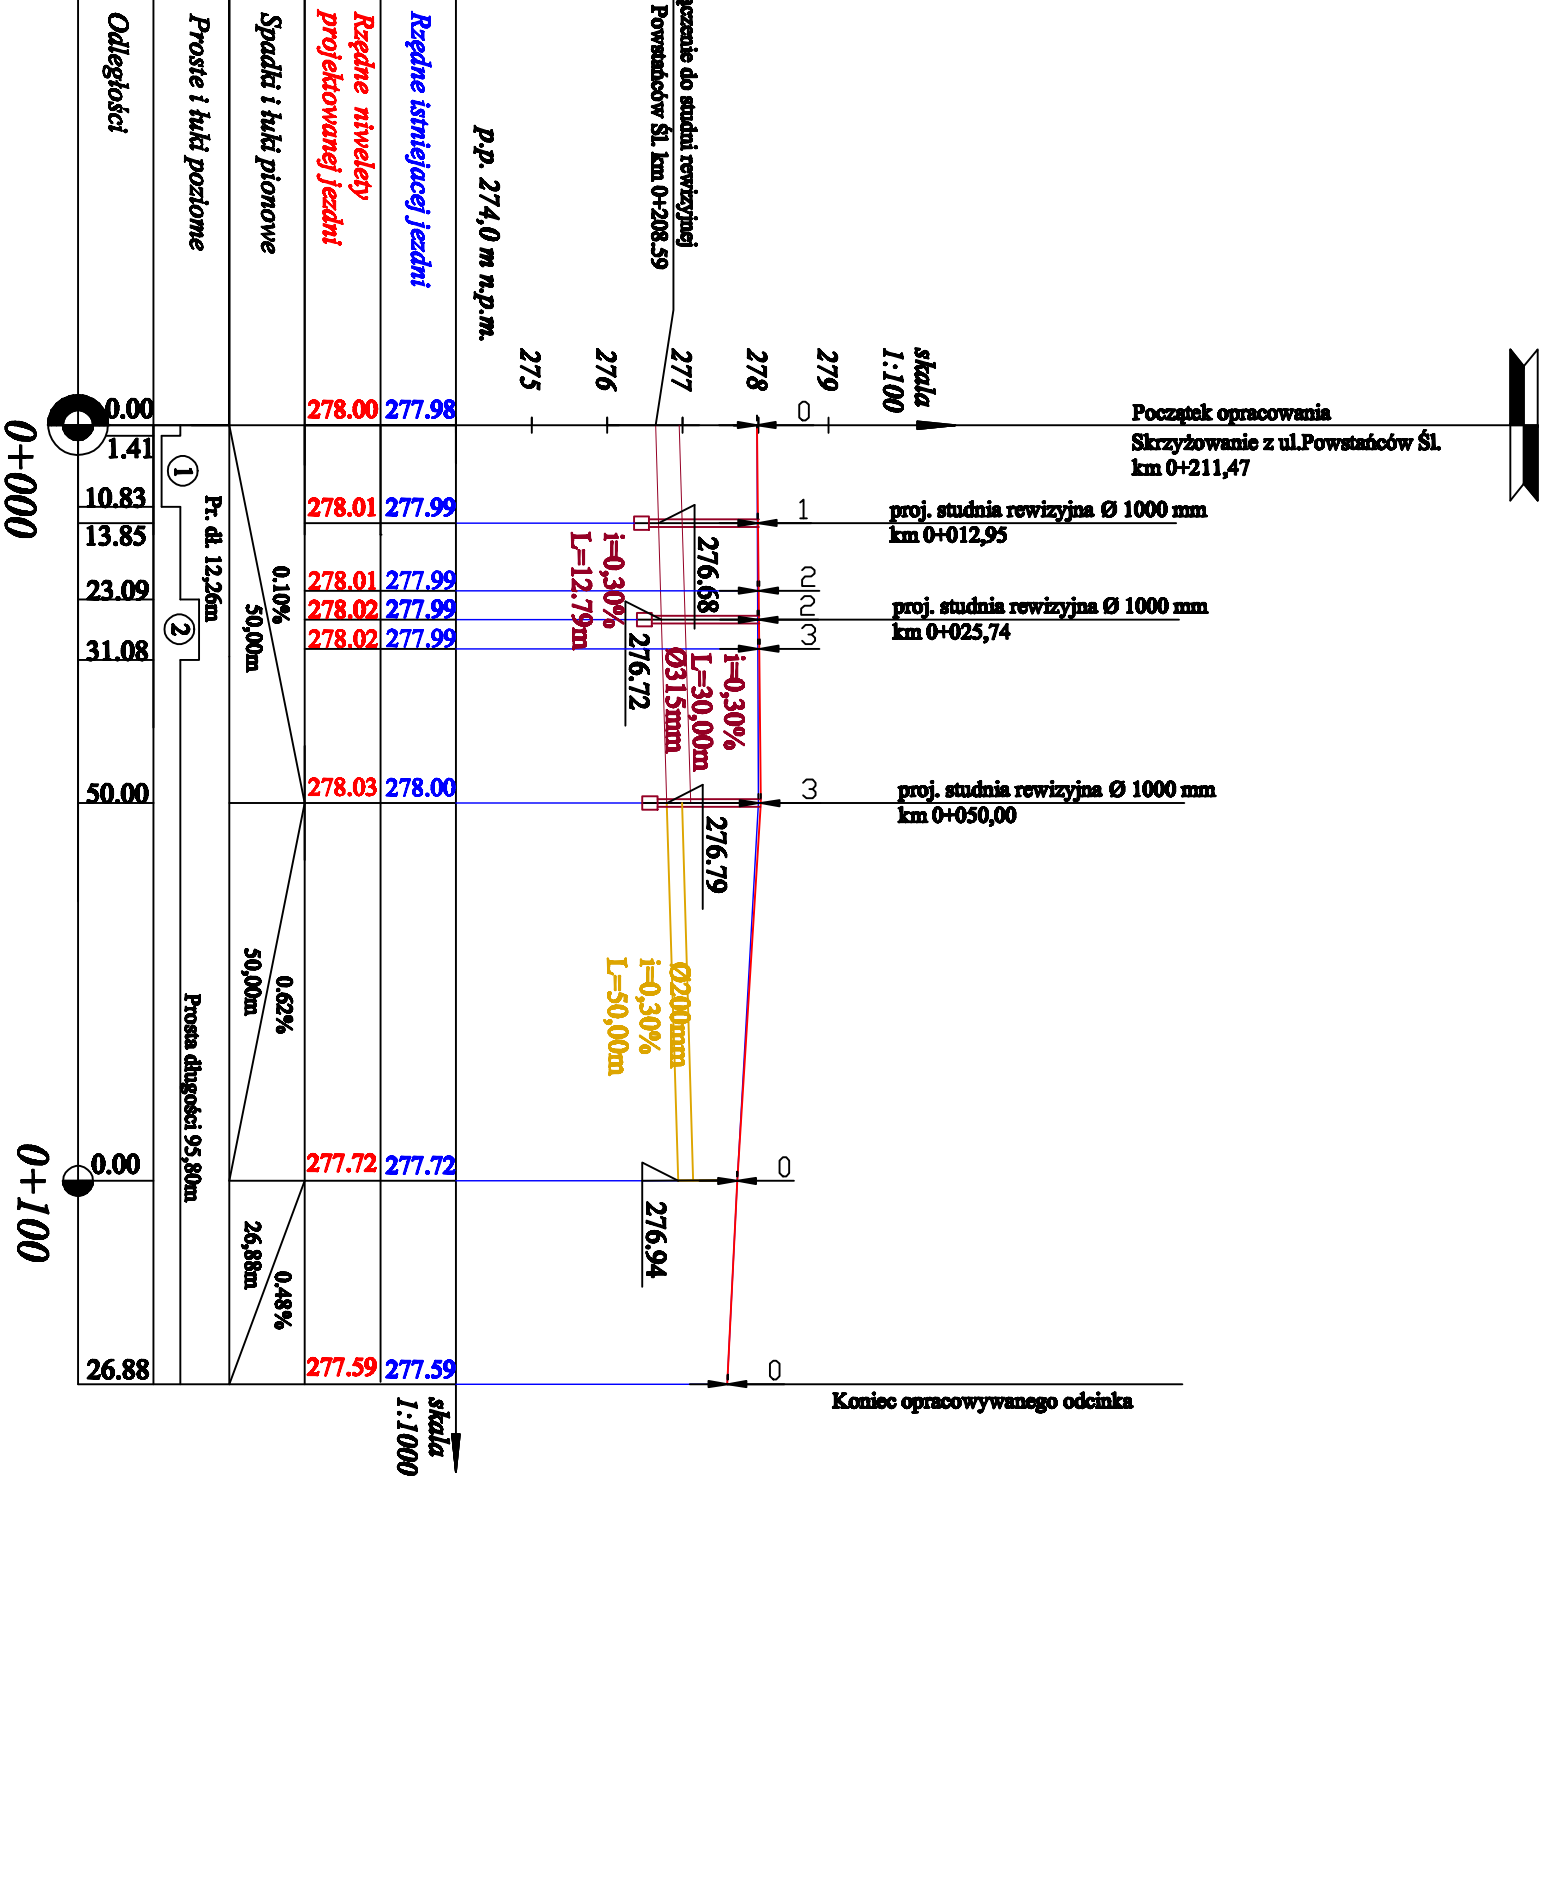 Początek opracowania
Skrzyżowanie z ul.Powstańców Śl.
km 0+211,47
proj. studnia rewizyjna Ø 1000 mm
km 0+012,95
proj. studnia rewizyjna Ø 1000 mm
km 0+025,74
proj. studnia rewizyjna Ø 1000 mm
km 0+050,00
Koniec opracowywanego odcinka
skala
1:100
279
278
277
276
275
0
1
2
2
3
3
0
0
do studni rewizyjnej
Powstańców Śl. km 0+208.59
p.p. 274,0 m n.p.m.
276.68
276.72
276.79
276.94
i=0,30%
L=12.79m
i=0,30%
L=30,00m
Ø315mm
Ø200mm
i=0,30%
L=50,00m
Rzędne istniejacej jezdni
277.98
277.99
277.99
277.99
277.99
278.00
277.72
277.59
Rzędne niwelety
projektowanej jezdni
278.00
278.01
278.01
278.02
278.02
278.03
277.72
277.59
Spadki i łuki pionowe
0.10%
50,00m
0.62%
50,00m
0.48%
26,88m
Proste i łuki poziome
1
Pr. dł. 12,26m
2
Prosta długości 95,80m
Odległości
0.00
1.41
10.83
13.85
23.09
31.08
50.00
0.00
26.88
0+000
0+100
skala
1:1000